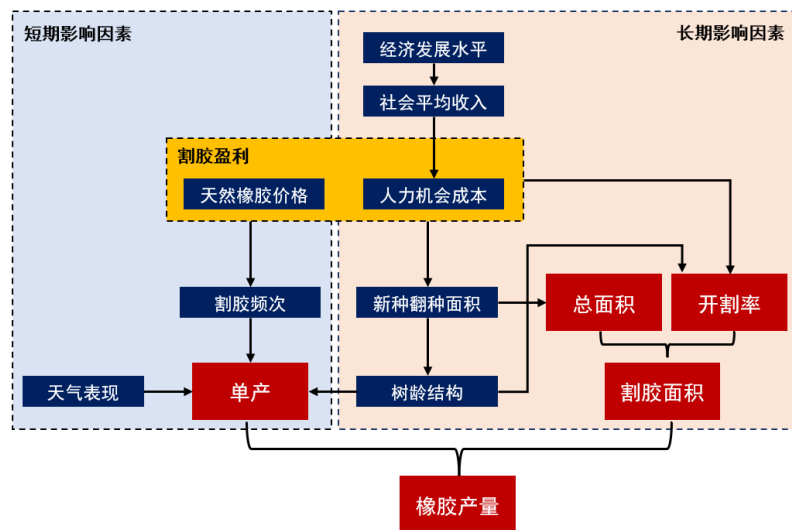 短期影响因素
长期影响因素
经济发展水平
社会平均收入
割胶盈利
天然橡胶价格
人力机会成本
割胶频次
新种翻种面积
总面积
开割率
天气表现
单产
树龄结构
割胶面积
橡胶产量